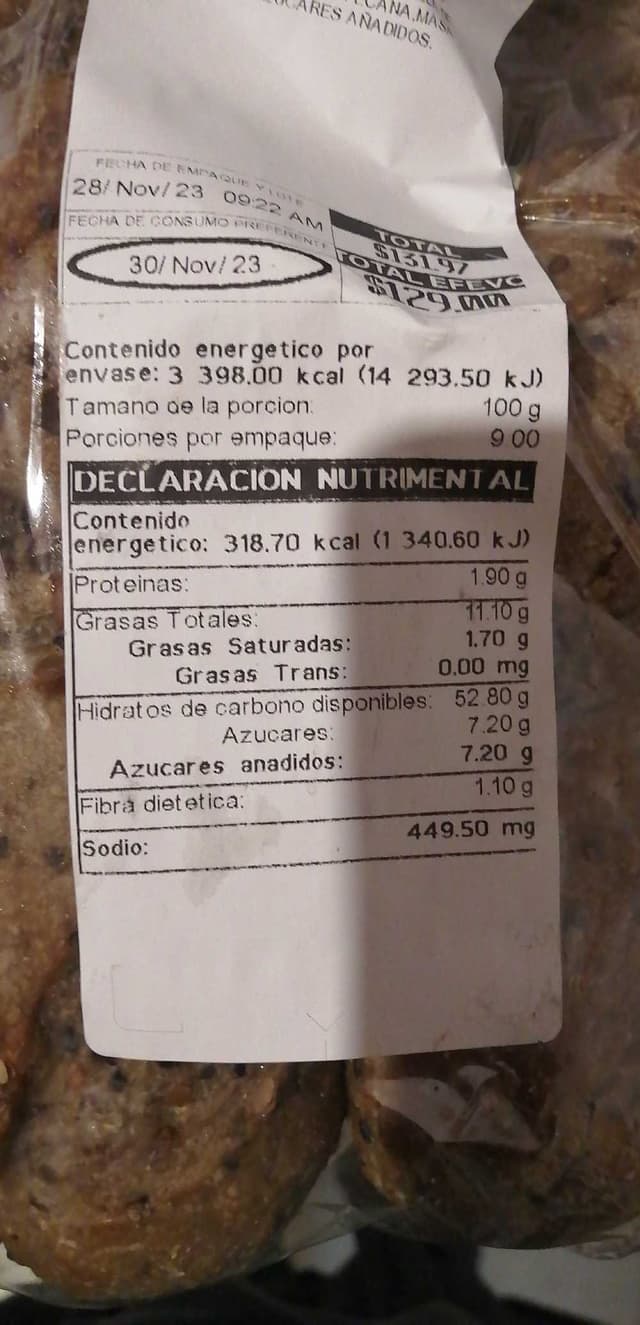 AÑADIDOS.
FECHA DE EMPAQUE Y LOTE
28/ Nov/ 23 09:22 AM
FECHA DE CONSUMO PREFERENTE
30/ Nov/ 23
TOTAL
$131.97
TOTAL EFEVC
$129.00
Contenido energetico por
envase: 3 398.00 kcal (14 293.50 kJ)
Tamano de la porcion: 100 g
Porciones por empaque: 9 00
DECLARACION NUTRIMENTAL
Contenido
energetico: 318.70 kcal (1 340.60 kJ)
Proteinas: 1.90 g
Grasas Totales: 11.10 g
Grasas Saturadas: 1.70 g
Grasas Trans: 0.00 mg
Hidratos de carbono disponibles: 52.80 g
Azucares: 7.20 g
Azucares anadidos: 7.20 g
Fibra dietetica: 1.10 g
Sodio: 449.50 mg